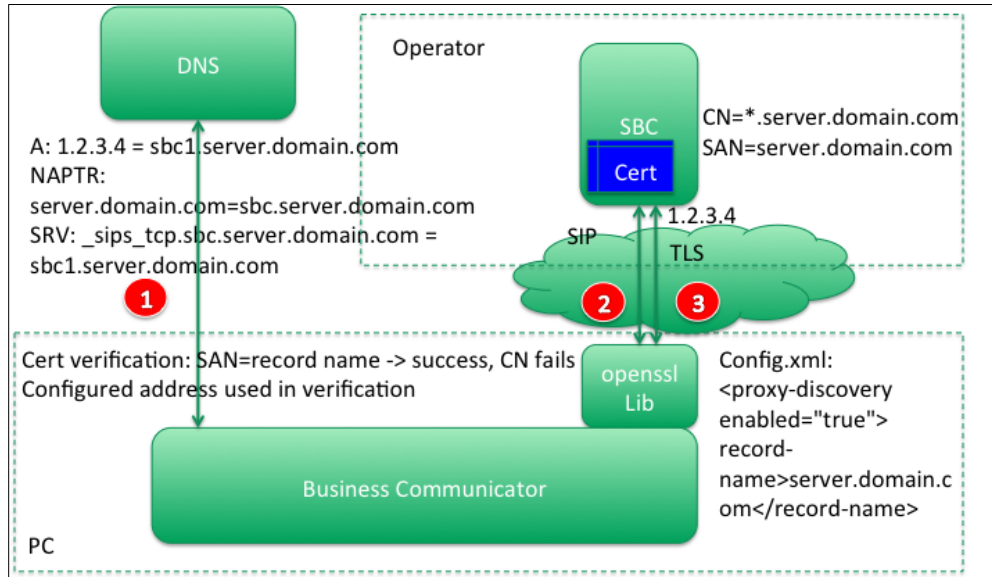 DNS
Operator
A: 1.2.3.4 = sbc1.server.domain.com
NAPTR:
server.domain.com=sbc.server.domain.com
SRV: _sips_tcp.sbc.server.domain.com =
sbc1.server.domain.com
1
SBC
Cert
CN=*.server.domain.com
SAN=server.domain.com
1.2.3.4
SIP
TLS
2
3
Cert verification: SAN=record name -> success, CN fails
Configured address used in verification
openssl
Lib
Config.xml:
<proxy-discovery
enabled="true">
record-
name>server.domain.c
om</record-name>
Business Communicator
PC